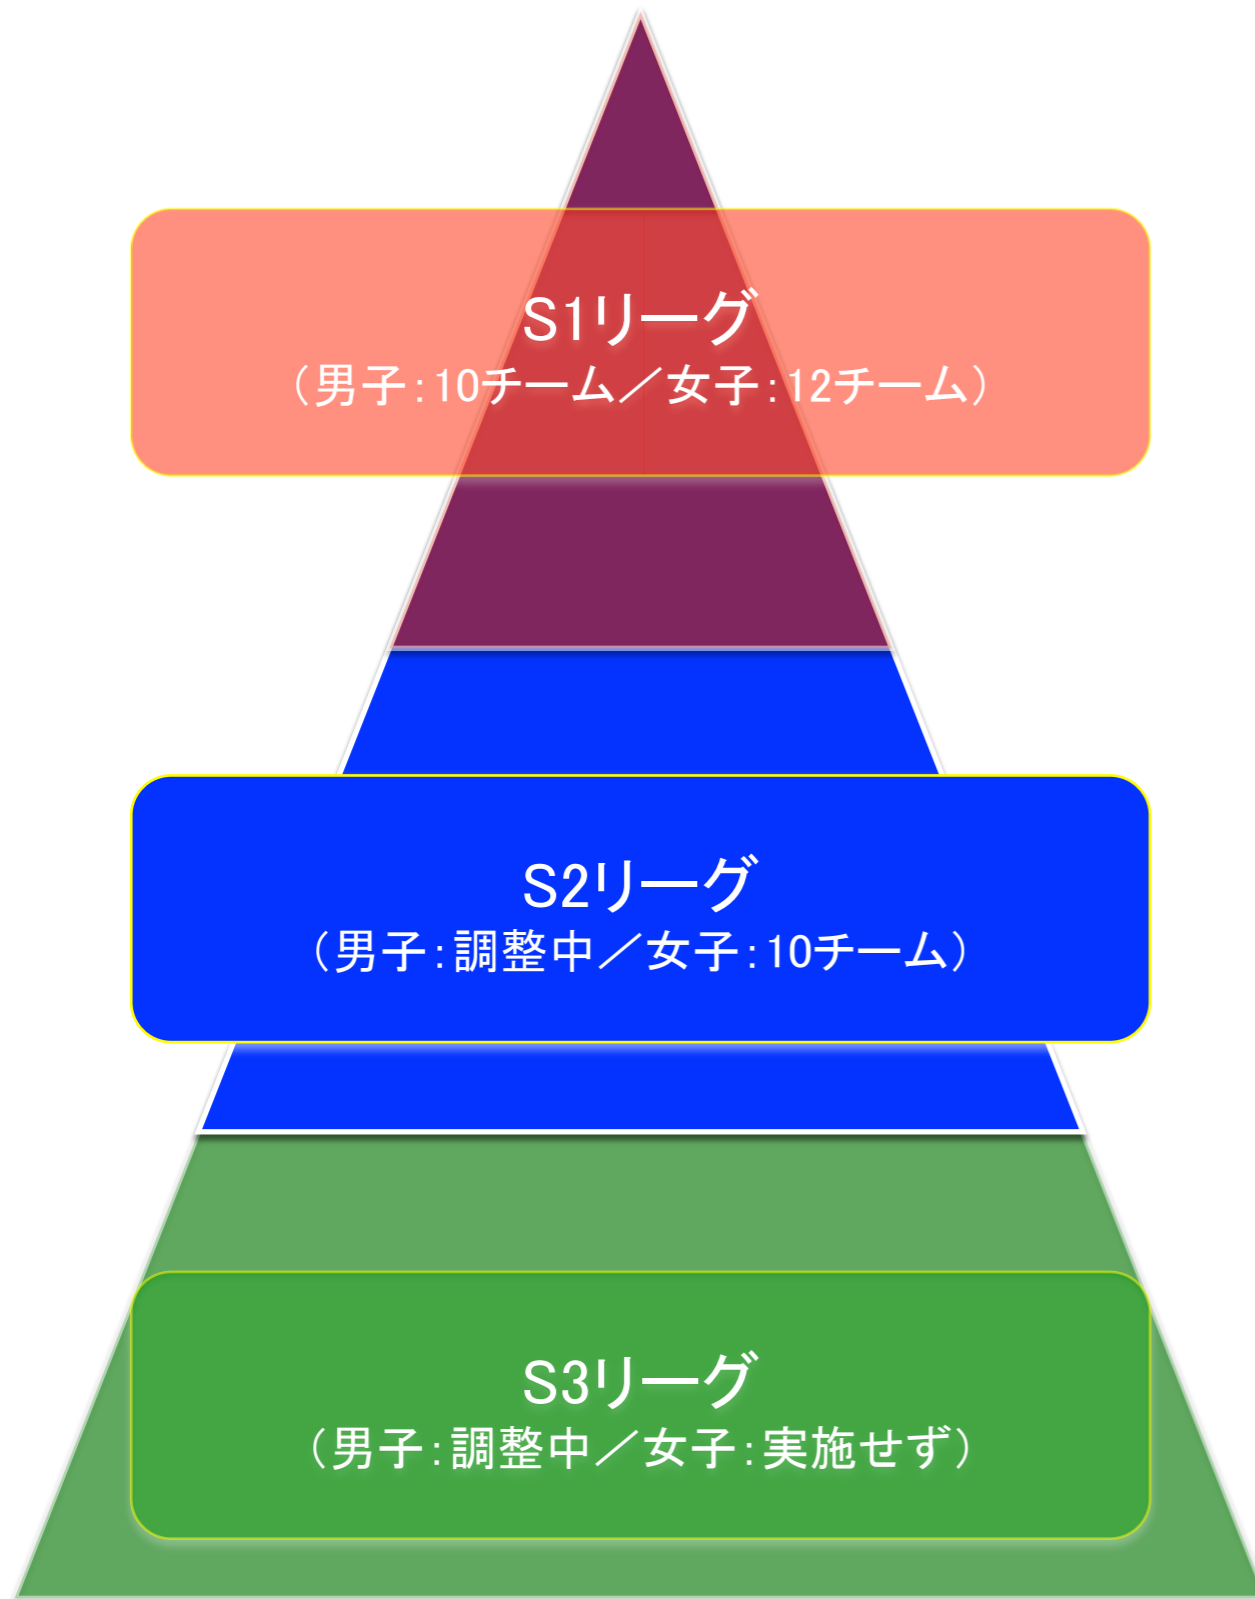 S1リーグ
（男子：10チーム／女子：12チーム）
S2リーグ
（男子：調整中／女子：10チーム）
S3リーグ
（男子：調整中／女子：実施せず）